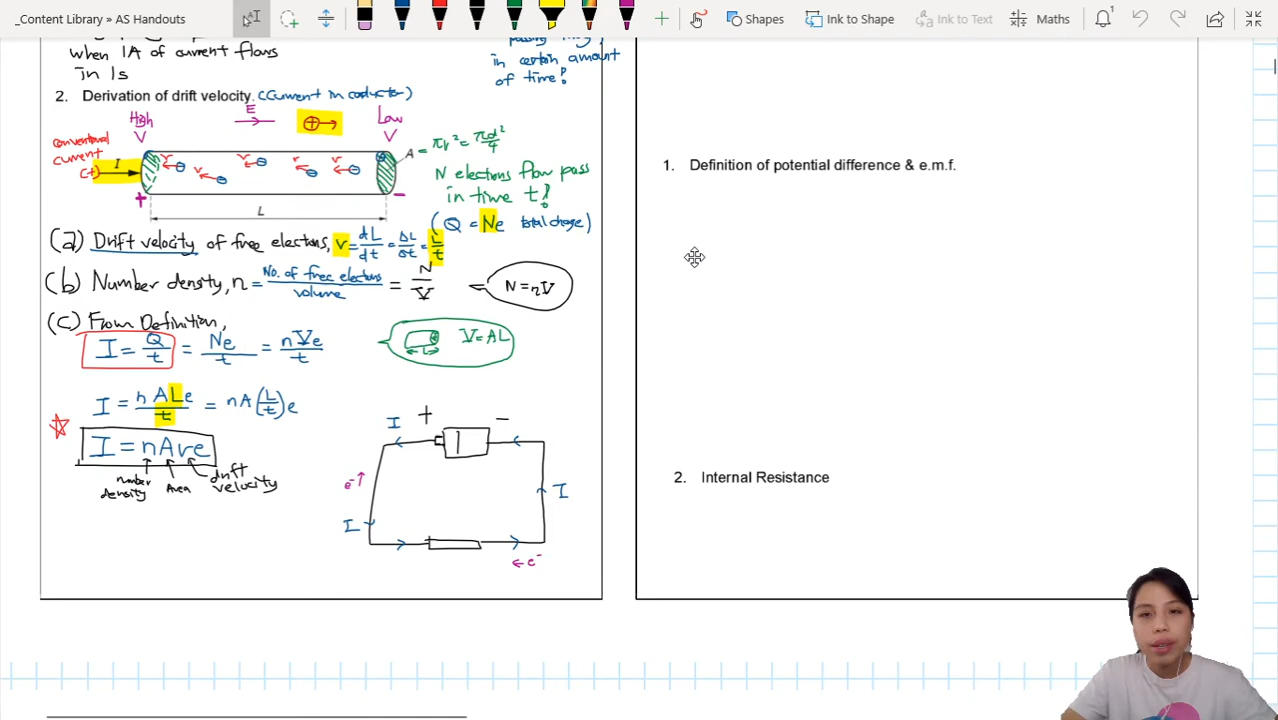 _Content Library » AS Handouts
Shapes
Ink to Shape
Ink to Text
Maths
when 1A of current flows
in 1s
in certain amount
of time!
2. Derivation of drift velocity. (Current in conductor)
High
E
+
Low
conventional
current
(+)
I
v
v
v
v
v
A = πr² = πd²/4
N electrons flow pass
in time t!
+
L
-
(Q = Ne total charge)
(a) Drift velocity of free electrons, v = dL/dt = ΔL/Δt = L/t
(b) Number density, n = No. of free electrons/volume = N/V
N = nV
(c) From Definition,
I = Q/t = Ne/t = nVe/t
L
V = AL
I = nALe/t = nA(L/t)e
I = nAve
number
density
Area
drift
velocity
+
-
I
e⁻ ↑
I
I
← e⁻
1. Definition of potential difference & e.m.f.
2. Internal Resistance